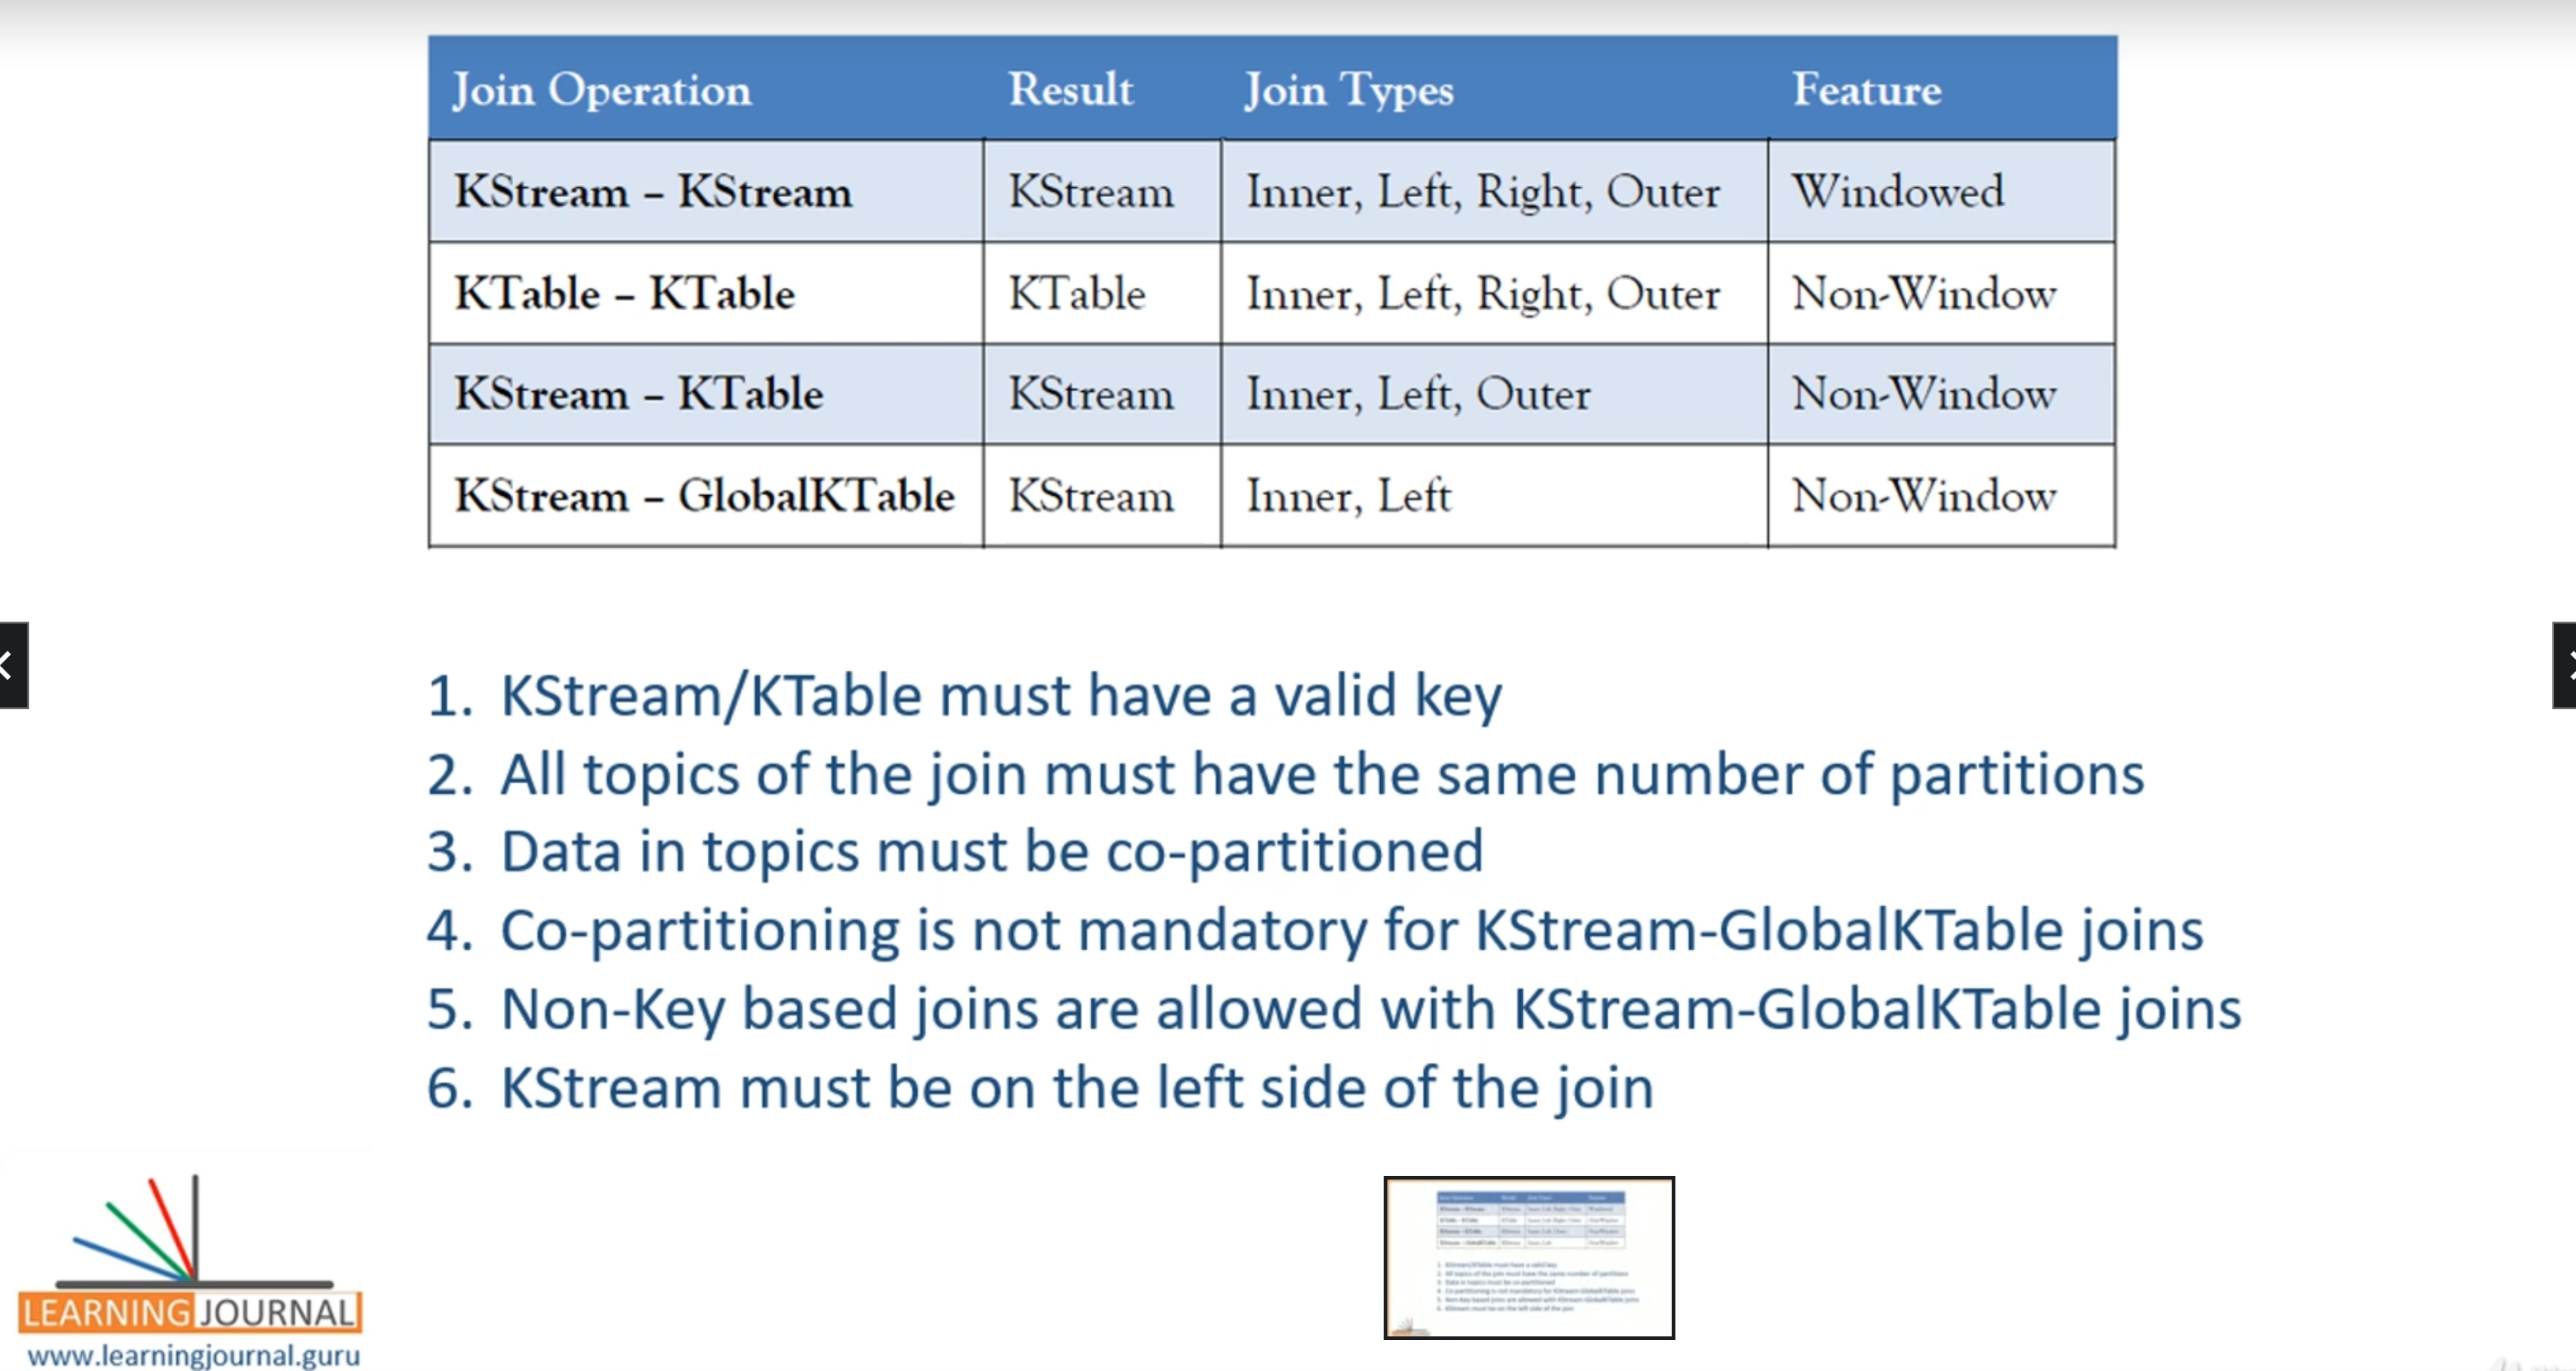 Join Operation Result Join Types Feature
KStream – KStream KStream Inner, Left, Right, Outer Windowed
KTable – KTable KTable Inner, Left, Right, Outer Non-Window
KStream – KTable KStream Inner, Left, Outer Non-Window
KStream – GlobalKTable KStream Inner, Left Non-Window
1. KStream/KTable must have a valid key
2. All topics of the join must have the same number of partitions
3. Data in topics must be co-partitioned
4. Co-partitioning is not mandatory for KStream-GlobalKTable joins
5. Non-Key based joins are allowed with KStream-GlobalKTable joins
6. KStream must be on the left side of the join
LEARNING JOURNAL
www.learningjournal.guru